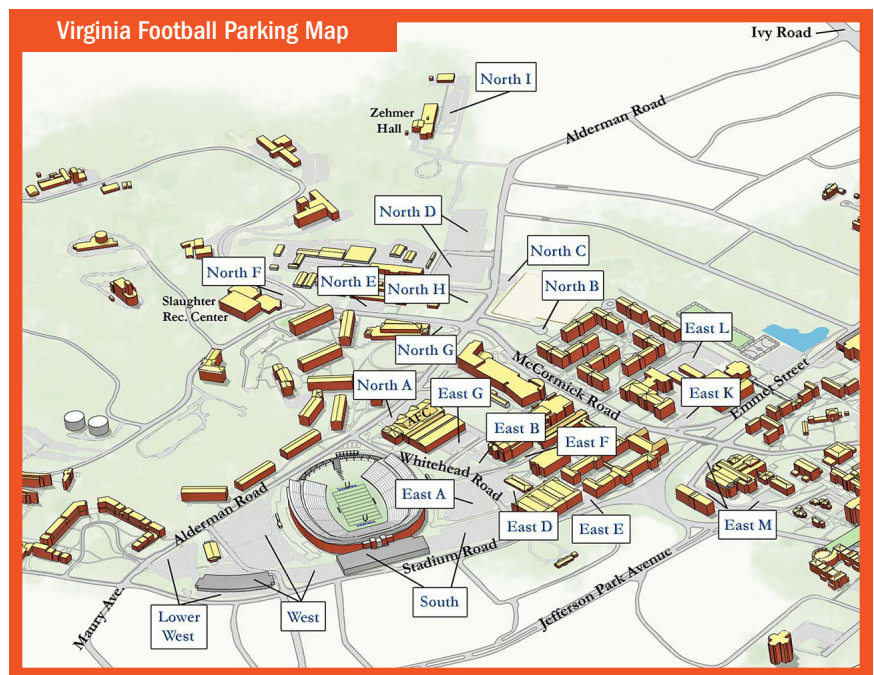 Virginia Football Parking Map
Ivy Road
North I
Zehmer
Hall
Alderman Road
North D
North C
North F
North E
North H
North B
Slaughter
Rec. Center
East L
North G
McCormick Road
North A
East G
East K
Emmet Street
AFC
East B
East F
Whitehead Road
East A
Alderman Road
East D
East E
East M
Stadium Road
VIRGINIA
VIRGINIA
Jefferson Park Avenue
Maury Ave.
Lower
West
West
South